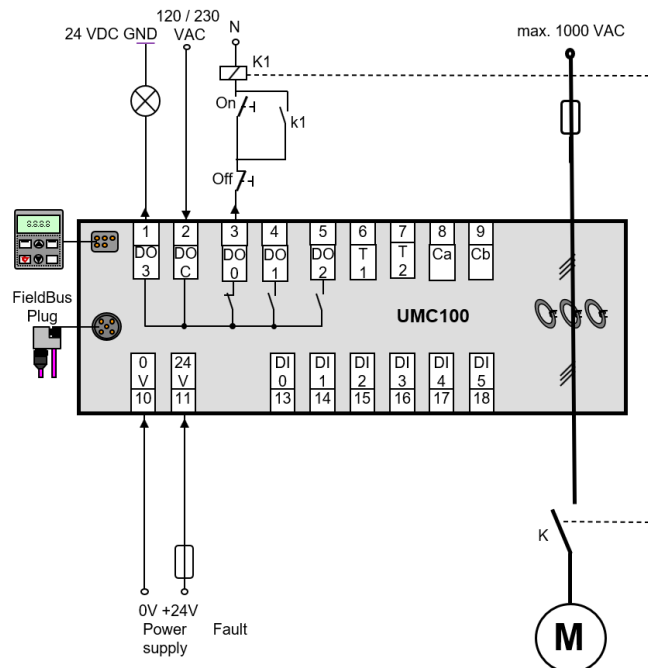 120 / 230
24 VDC GND VAC N
max. 1000 VAC
K1
On
k1
Off
1 2 3 4 5 6 7 8 9
DO DO DO DO DO T T Ca Cb
3 C 0 1 2 1 2
8.8.8.8
FieldBus
Plug
UMC100
0 24 DI DI DI DI DI DI
V V 0 1 2 3 4 5
10 11 13 14 15 16 17 18
K
0V +24V
Power Fault
supply
M